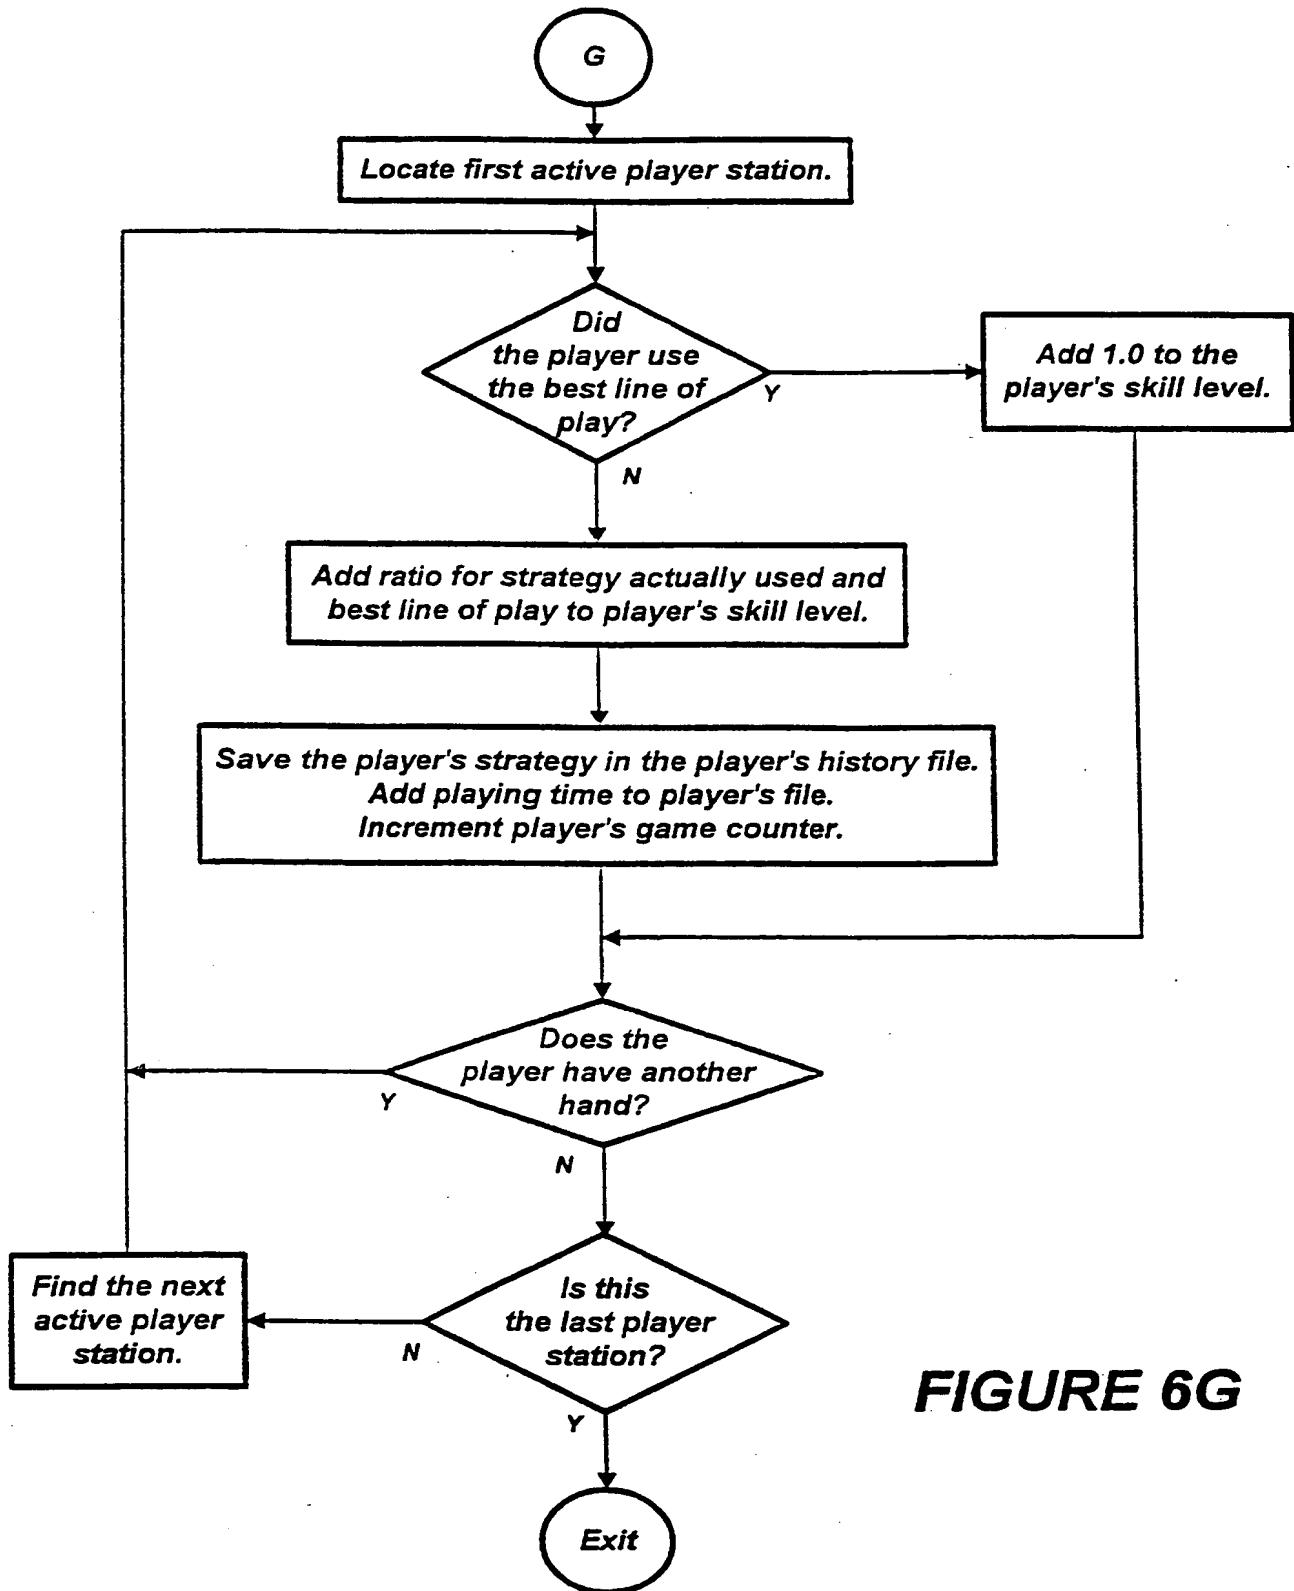 G
Locate first active player station.
Did
the player use
the best line of
play?
Y
Add 1.0 to the
player's skill level.
N
Add ratio for strategy actually used and
best line of play to player's skill level.
Save the player's strategy in the player's history file.
Add playing time to player's file.
Increment player's game counter.
Does the
player have another
hand?
Y
N
Find the next
active player
station.
Is this
the last player
station?
N
Y
FIGURE 6G
Exit